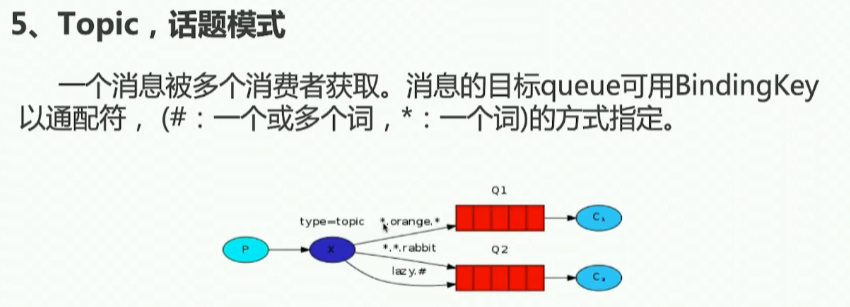 5、Topic，话题模式
一个消息被多个消费者获取。消息的目标queue可用BindingKey
以通配符，（#：一个或多个词，*：一个词)的方式指定。
Q1
type=topic
*.orange.*
C₁
P
X
*.*.rabbit
Q2
lazy.#
C₂